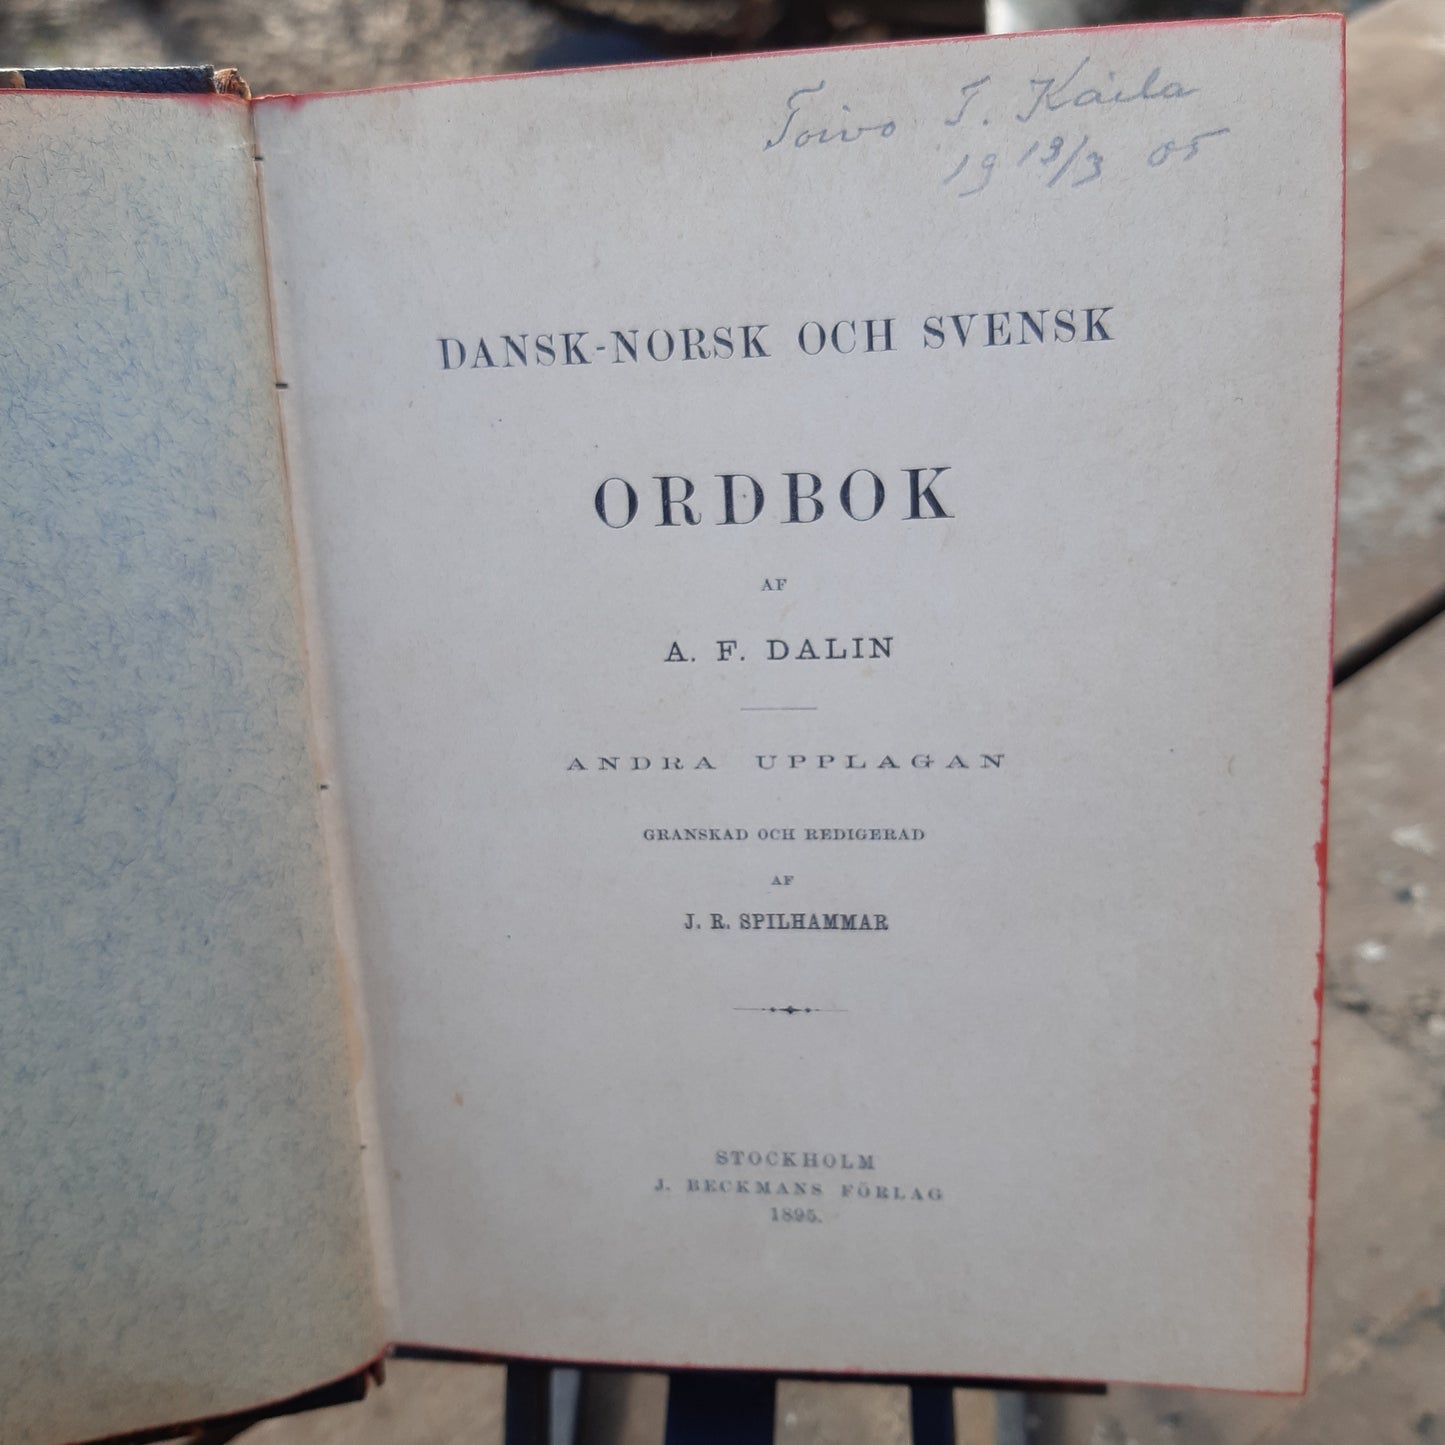 Toivo T. Kaila
19 13/3 05
DANSK-NORSK OCH SVENSK
ORDBOK
AF
A. F. DALIN
ANDRA UPPLAGAN
GRANSKAD OCH REDIGERAD
AF
J. R. SPILHAMMAR
STOCKHOLM
J. BECKMANS FÖRLAG
1895.